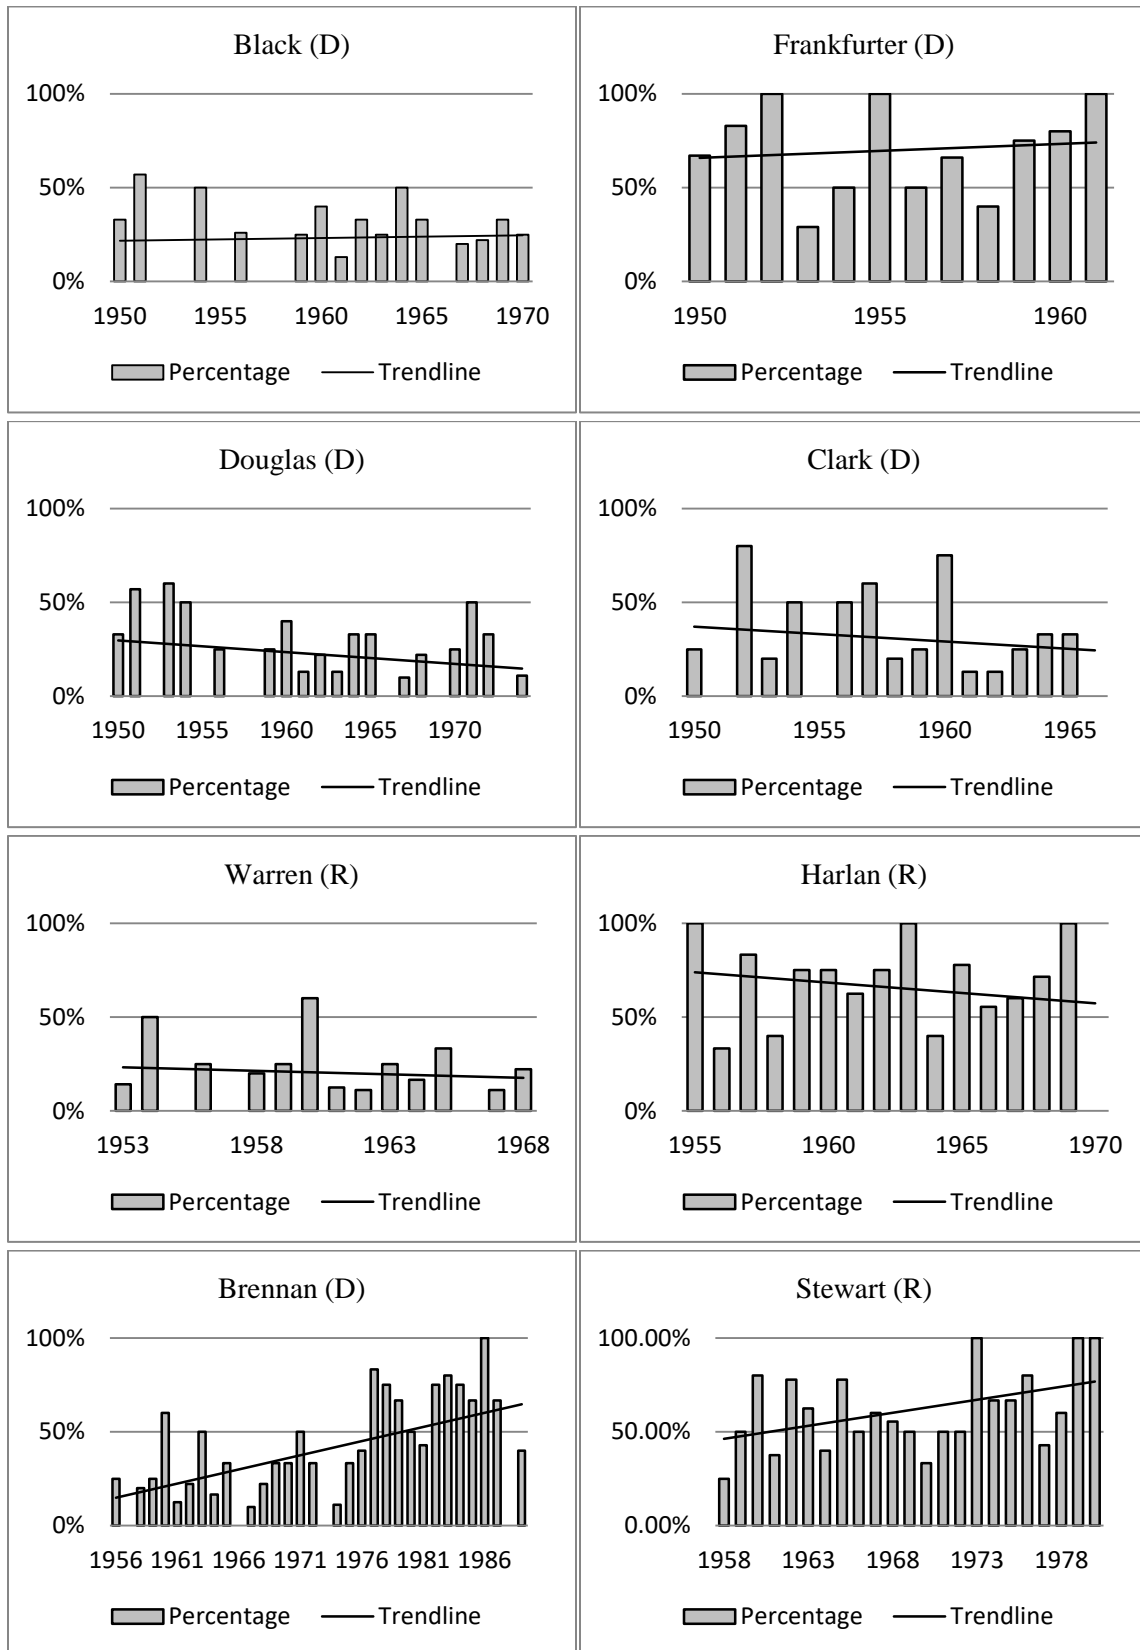 Black (D)
100%
50%
0%
1950 1955 1960 1965 1970
Percentage Trendline
Frankfurter (D)
100%
50%
0%
1950 1955 1960
Percentage Trendline
Douglas (D)
100%
50%
0%
1950 1955 1960 1965 1970
Percentage Trendline
Clark (D)
100%
50%
0%
1950 1955 1960 1965
Percentage Trendline
Warren (R)
100%
50%
0%
1953 1958 1963 1968
Percentage Trendline
Harlan (R)
100%
50%
0%
1955 1960 1965 1970
Percentage Trendline
Brennan (D)
100%
50%
0%
1956 1961 1966 1971 1976 1981 1986
Percentage Trendline
Stewart (R)
100.00%
50.00%
0.00%
1958 1963 1968 1973 1978
Percentage Trendline